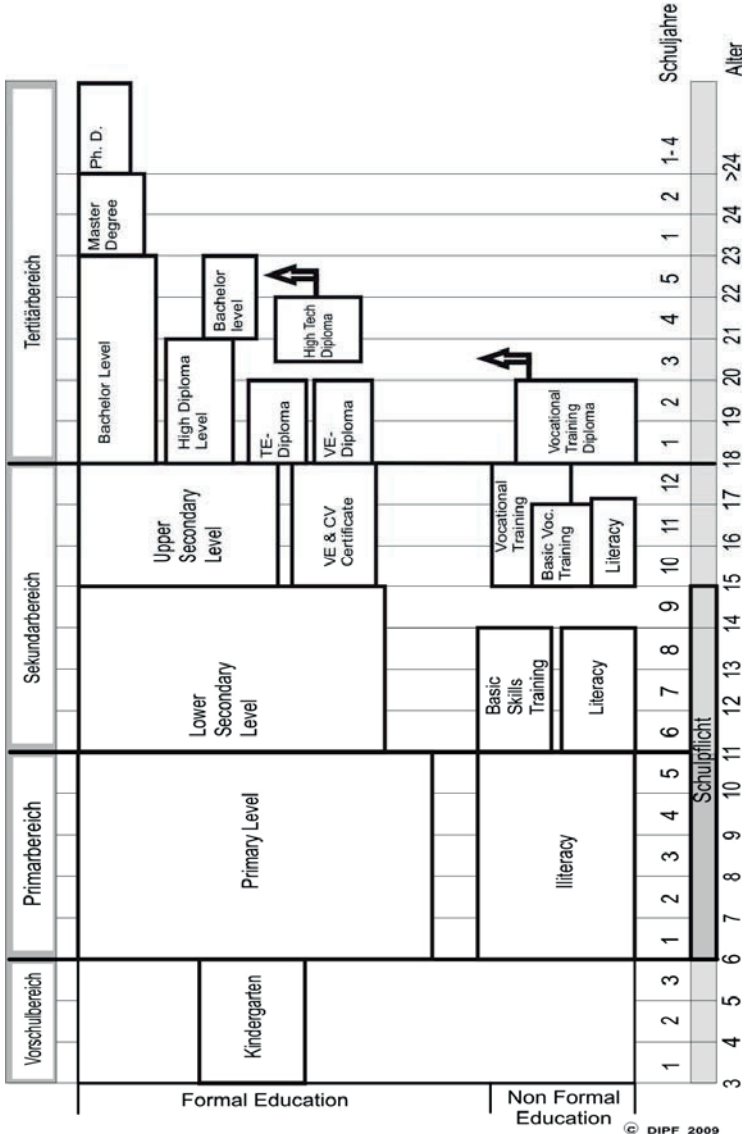 Vorschulbereich
Primarbereich
Sekundarbereich
Tertitärbereich
Formal Education
Non Formal
Education
Kindergarten
Primary Level
Lower
Secondary
Level
Upper
Secondary
Level
VE & CV
Certificate
Bachelor Level
Master
Degree
Ph. D.
High Diploma
Level
Bachelor
level
TE-
Diploma
VE-
Diploma
High Tech
Diploma
Illiteracy
Basic
Skills
Training
Literacy
Vocational
Training
Basic Voc.
Training
Literacy
Vocational
Training
Diploma
1 2 3 1 2 3 4 5 6 7 8 9 10 11 12 1 2 3 4 5 1 2 1-4 Schuljahre
Schulpflicht
3 4 5 6 7 8 9 10 11 12 13 14 15 16 17 18 19 20 21 22 23 24 >24 Alter
© DIPF 2009